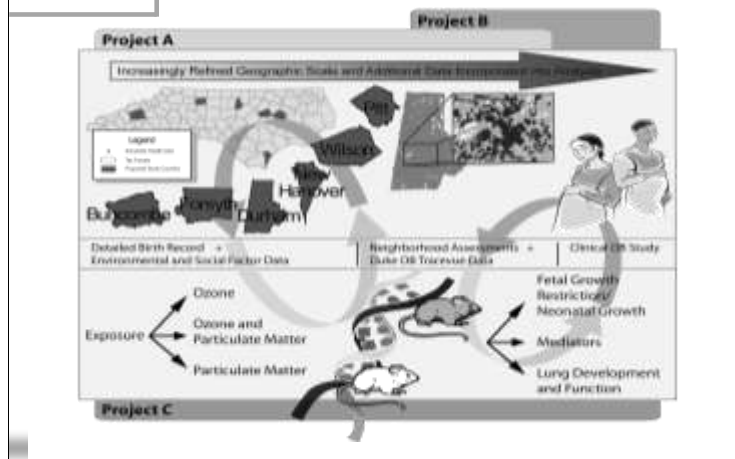 Project B
Project A
Increasingly Refined Geographic Scale and Additional Data Incorporated into Analysis
Legend
Pitt
Wilson
New
Hanover
Buncombe
Forsyth
Durham
Detailed Birth Record +
Environmental and Social Factor Data
Neighborhood Assessments +
Duke OB Tracevue Data
Clinical OB Study
Exposure
Ozone
Ozone and
Particulate Matter
Particulate Matter
Fetal Growth
Restriction/
Neonatal Growth
Mediators
Lung Development
and Function
Project C